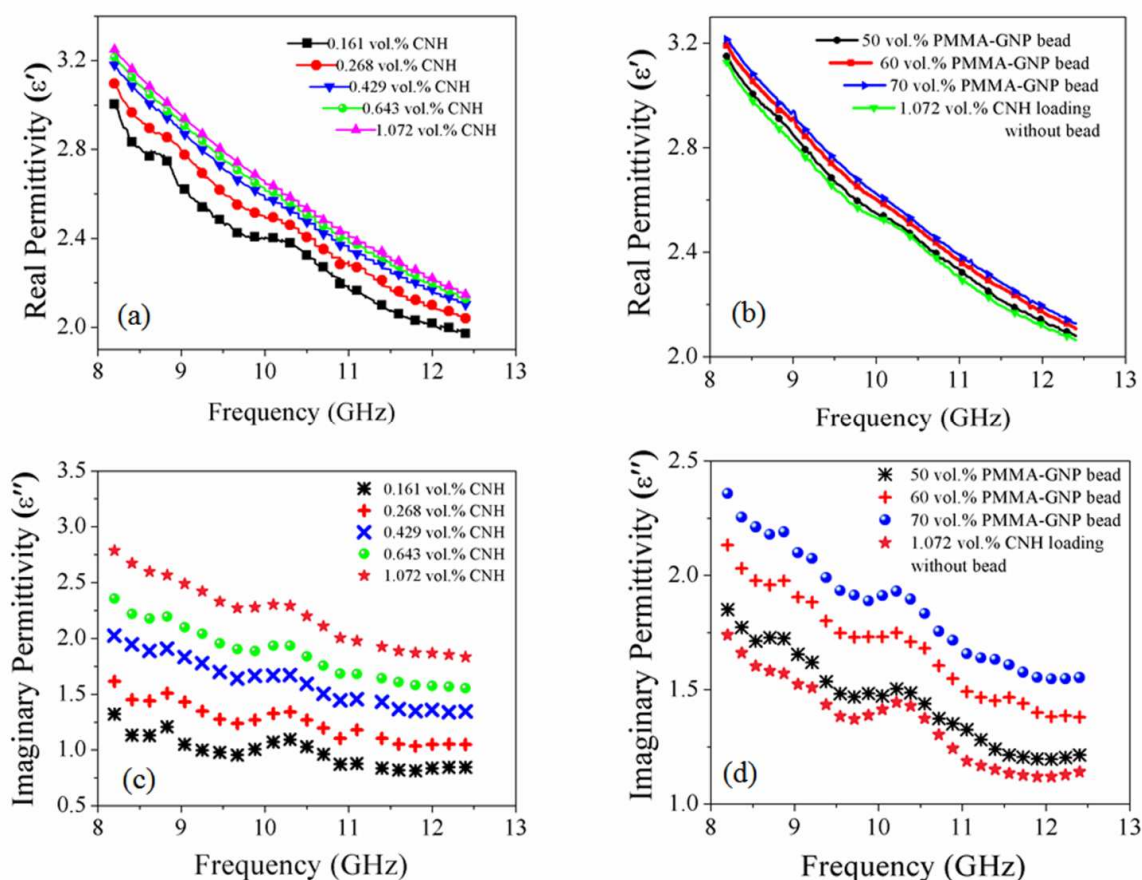 Real Permittivity (ε′)
3.2
2.8
2.4
2.0
0.161 vol.% CNH
0.268 vol.% CNH
0.429 vol.% CNH
0.643 vol.% CNH
1.072 vol.% CNH
(a)
8 9 10 11 12 13
Frequency (GHz)
Real Permittivity (ε′)
3.2
2.8
2.4
2.0
50 vol.% PMMA-GNP bead
60 vol.% PMMA-GNP bead
70 vol.% PMMA-GNP bead
1.072 vol.% CNH loading
without bead
(b)
8 9 10 11 12 13
Frequency (GHz)
Imaginary Permittivity (ε″)
3.5
3.0
2.5
2.0
1.5
1.0
0.5
0.161 vol.% CNH
0.268 vol.% CNH
0.429 vol.% CNH
0.643 vol.% CNH
1.072 vol.% CNH
(c)
8 9 10 11 12 13
Frequency (GHz)
Imaginary Permittivity (ε″)
2.5
2.0
1.5
1.0
50 vol.% PMMA-GNP bead
60 vol.% PMMA-GNP bead
70 vol.% PMMA-GNP bead
1.072 vol.% CNH loading
without bead
(d)
8 9 10 11 12 13
Frequency (GHz)